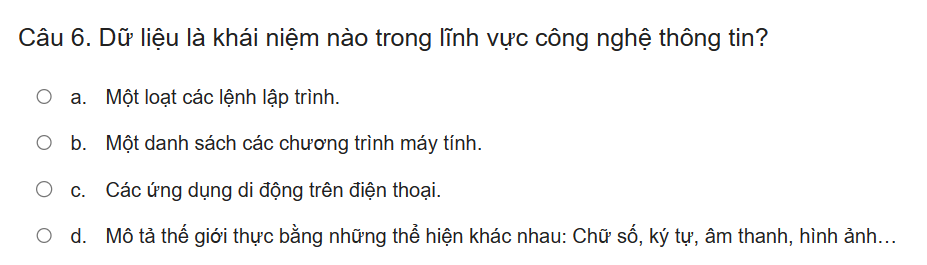 Câu 6. Dữ liệu là khái niệm nào trong lĩnh vực công nghệ thông tin?
a. Một loạt các lệnh lập trình.
b. Một danh sách các chương trình máy tính.
c. Các ứng dụng di động trên điện thoại.
d. Mô tả thế giới thực bằng những thể hiện khác nhau: Chữ số, ký tự, âm thanh, hình ảnh…